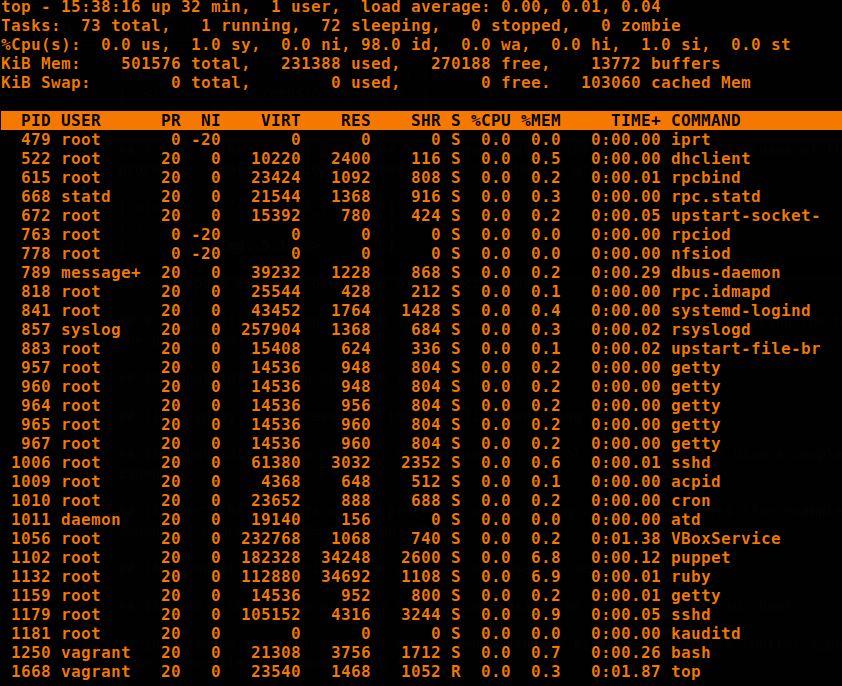 top - 15:38:16 up 32 min,  1 user,  load average: 0.00, 0.01, 0.04
Tasks:  73 total,   1 running,  72 sleeping,   0 stopped,   0 zombie
%Cpu(s):  0.0 us,  1.0 sy,  0.0 ni, 98.0 id,  0.0 wa,  0.0 hi,  1.0 si,  0.0 st
KiB Mem:    501576 total,   231388 used,   270188 free,    13772 buffers
KiB Swap:        0 total,        0 used,        0 free.   103060 cached Mem
  PID USER      PR  NI    VIRT    RES    SHR S %CPU %MEM     TIME+ COMMAND
  479 root       0 -20       0      0      0 S  0.0  0.0   0:00.00 iprt
  522 root      20   0   10220   2400    116 S  0.0  0.5   0:00.00 dhclient
  615 root      20   0   23424   1092    808 S  0.0  0.2   0:00.01 rpcbind
  668 statd     20   0   21544   1368    916 S  0.0  0.3   0:00.00 rpc.statd
  672 root      20   0   15392    780    424 S  0.0  0.2   0:00.05 upstart-socket-
  763 root       0 -20       0      0      0 S  0.0  0.0   0:00.00 rpciod
  778 root       0 -20       0      0      0 S  0.0  0.0   0:00.00 nfsiod
  789 message+  20   0   39232   1228    868 S  0.0  0.2   0:00.29 dbus-daemon
  818 root      20   0   25544    428    212 S  0.0  0.1   0:00.00 rpc.idmapd
  841 root      20   0   43452   1764   1428 S  0.0  0.4   0:00.00 systemd-logind
  857 syslog    20   0  257904   1368    684 S  0.0  0.3   0:00.02 rsyslogd
  883 root      20   0   15408    624    336 S  0.0  0.1   0:00.02 upstart-file-br
  957 root      20   0   14536    948    804 S  0.0  0.2   0:00.00 getty
  960 root      20   0   14536    948    804 S  0.0  0.2   0:00.00 getty
  964 root      20   0   14536    956    804 S  0.0  0.2   0:00.00 getty
  965 root      20   0   14536    960    804 S  0.0  0.2   0:00.00 getty
  967 root      20   0   14536    960    804 S  0.0  0.2   0:00.00 getty
 1006 root      20   0   61380   3032   2352 S  0.0  0.6   0:00.01 sshd
 1009 root      20   0    4368    648    512 S  0.0  0.1   0:00.00 acpid
 1010 root      20   0   23652    888    688 S  0.0  0.2   0:00.00 cron
 1011 daemon    20   0   19140    156      0 S  0.0  0.0   0:00.00 atd
 1056 root      20   0  232768   1068    740 S  0.0  0.2   0:01.38 VBoxService
 1102 root      20   0  182328  34248   2600 S  0.0  6.8   0:00.12 puppet
 1132 root      20   0  112880  34692   1108 S  0.0  6.9   0:00.01 ruby
 1159 root      20   0   14536    952    800 S  0.0  0.2   0:00.01 getty
 1179 root      20   0  105152   4316   3244 S  0.0  0.9   0:00.05 sshd
 1181 root      20   0       0      0      0 S  0.0  0.0   0:00.00 kauditd
 1250 vagrant   20   0   21308   3756   1712 S  0.0  0.7   0:00.26 bash
 1668 vagrant   20   0   23540   1468   1052 R  0.0  0.3   0:01.87 top